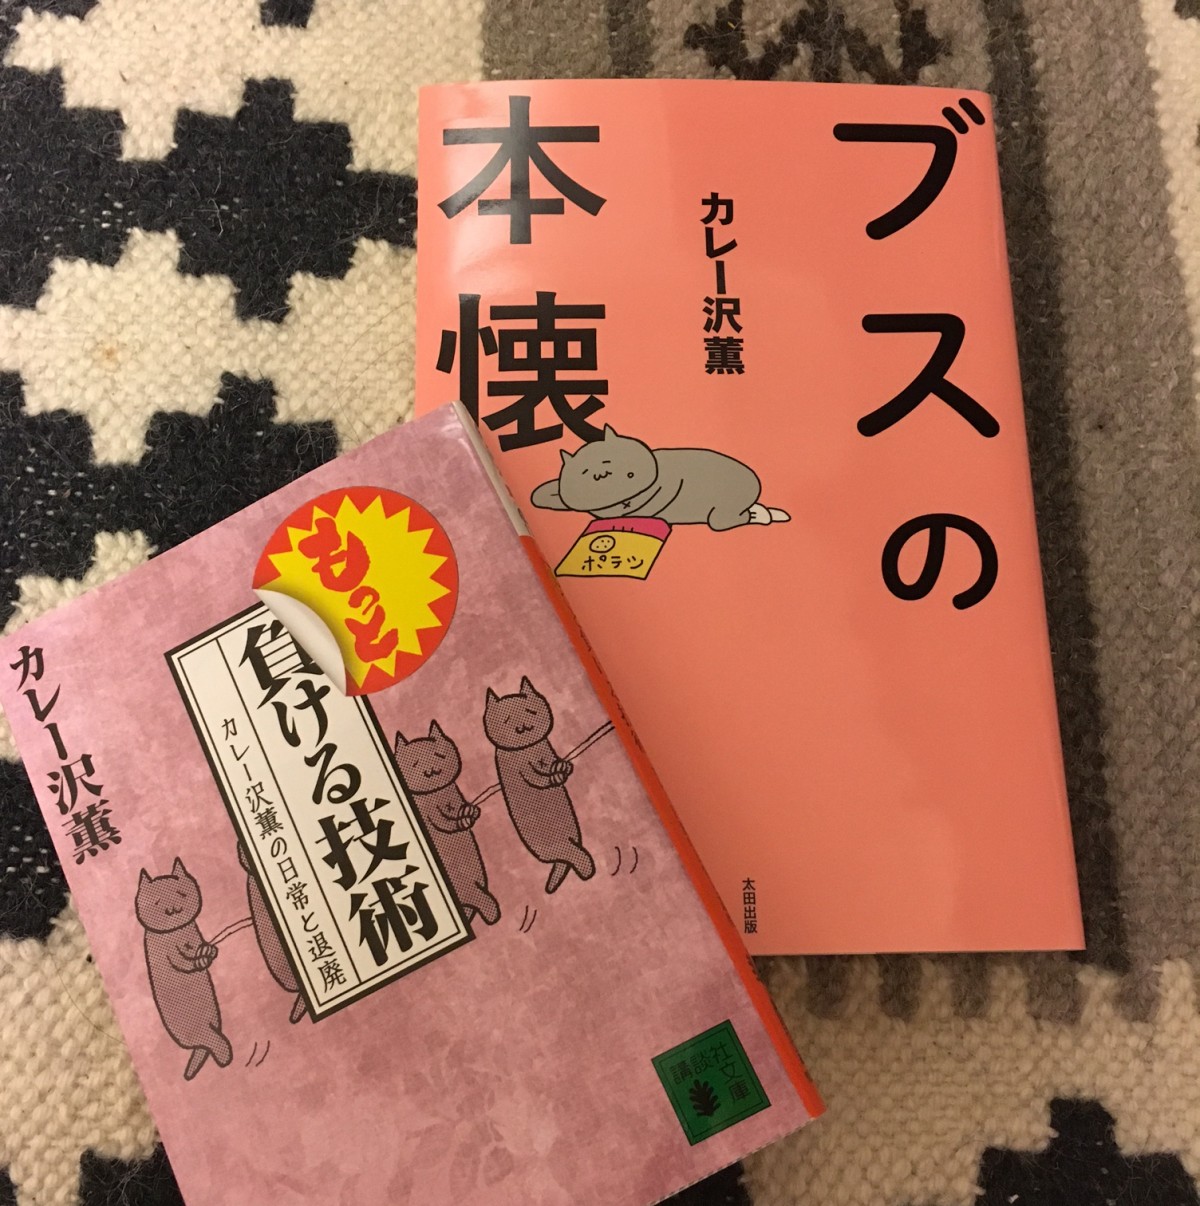 ブスの
本懐
カレー沢薫
ポテツ
太田出版
もっと
負ける技術
カレー沢薫の日常と退廃
カレー沢薫
講談社
文庫